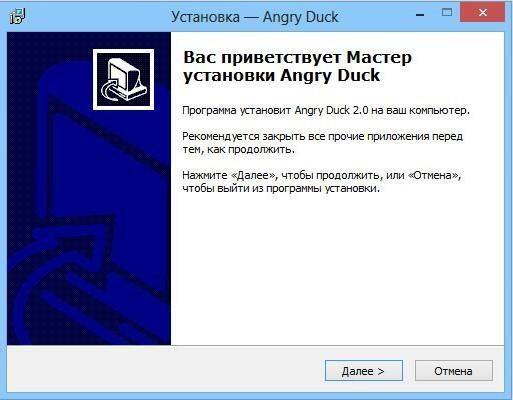 Установка — Angry Duck
Вас приветствует Мастер
установки Angry Duck
Программа установит Angry Duck 2.0 на ваш компьютер.
Рекомендуется закрыть все прочие приложения перед
тем, как продолжить.
Нажмите «Далее», чтобы продолжить, или «Отмена»,
чтобы выйти из программы установки.
Далее >
Отмена